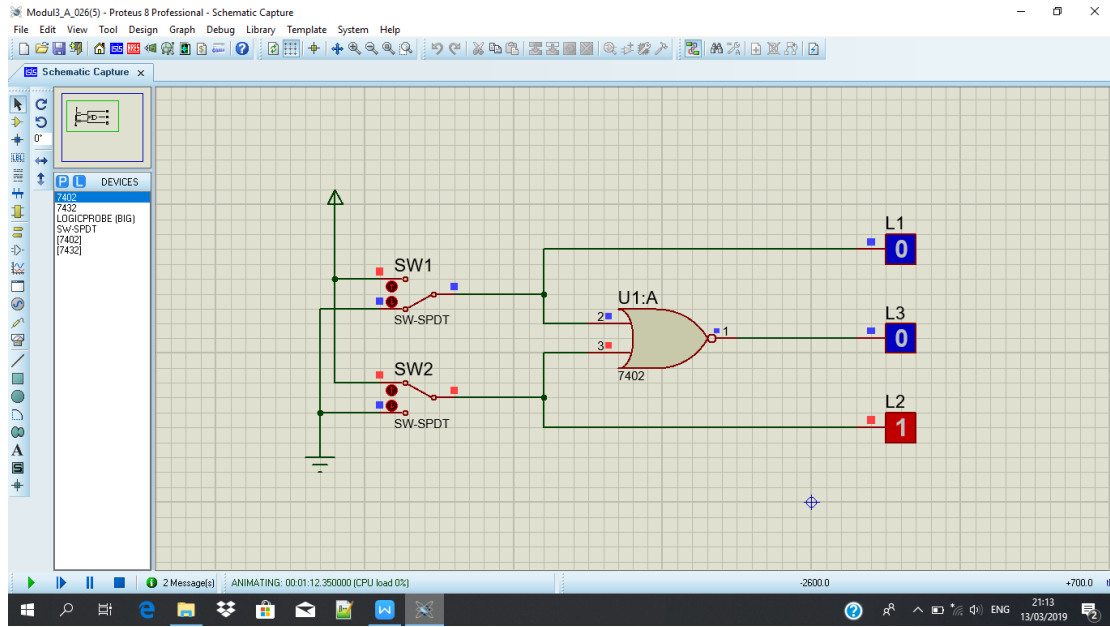 Modul3_A_026(5) - Proteus 8 Professional - Schematic Capture
File Edit View Tool Design Graph Debug Library Template System Help
Schematic Capture
0°
LBL
P L DEVICES
7402
7432
LOGICPROBE (BIG)
SW-SPDT
[7402]
[7432]
A
S
SW1
SW-SPDT
SW2
SW-SPDT
U1:A
2
3
1
7402
L1
0
L3
0
L2
1
2 Message(s) ANIMATING: 00:01:12.350000 (CPU load 0%) -2600.0 +700.0
ENG 21:13
13/03/2019
2